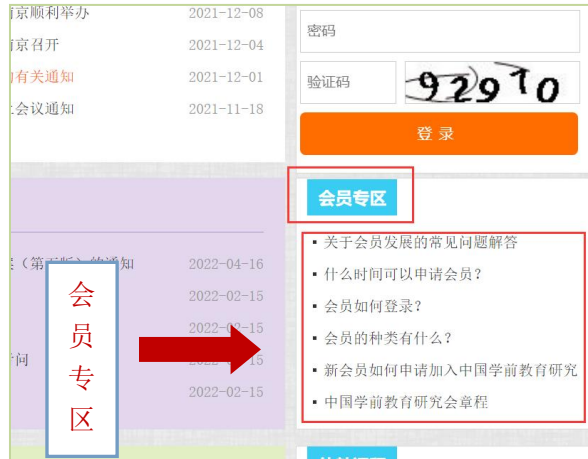 南京顺利举办 2021-12-08
南京召开 2021-12-04
有关通知 2021-12-01
会议通知 2021-11-18
密码
验证码
92970
登 录
会员专区
关于会员发展的常见问题解答
什么时间可以申请会员?
会员如何登录?
会员的种类有什么?
新会员如何申请加入中国学前教育研究
中国学前教育研究会章程
(第五版)的通知 2022-04-16
2022-02-15
2022-02-15
问 2022-02-15
2022-02-15
会
员
专
区